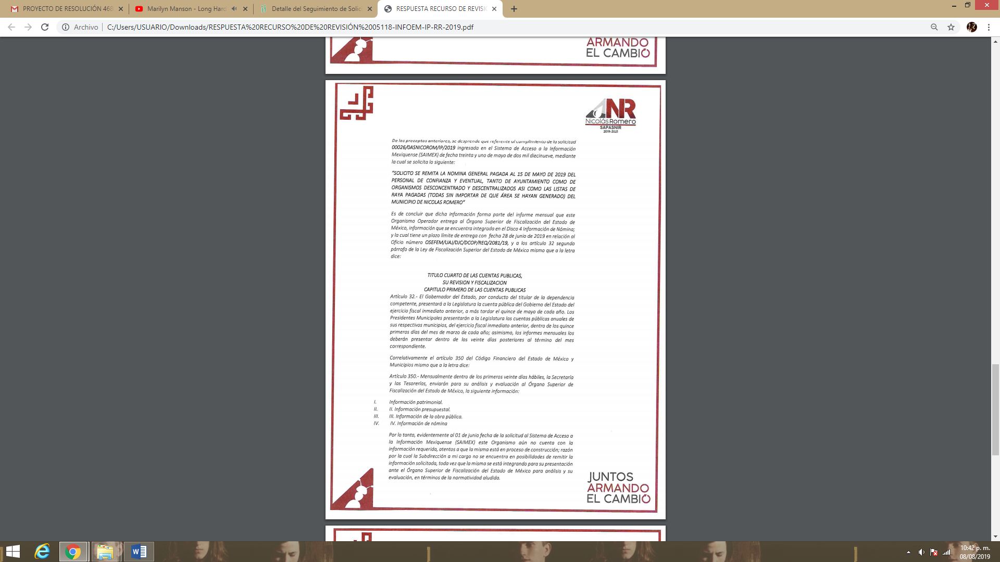 PROYECTO DE RESOLUCIÓN 468
Marilyn Manson - Long Hard
Detalle del Seguimiento de Solic
RESPUESTA RECURSO DE REVISIÓ
Archivo
C:/Users/USUARIO/Downloads/RESPUESTA%20RECURSO%20DE%20REVISIÓN%2005118-INFOEM-IP-RR-2019.pdf
ARMANDO
EL CAMBIO
NR
Nicolás Romero
SAPASNIR
2019-2021
De los preceptos anteriores, se desprende que referente al cumplimiento de la solicitud
00026/OASNICOROM/IP/2019 ingresada en el Sistema de Acceso a la Información
Mexiquense (SAIMEX) de fecha treinta y uno de mayo de dos mil diecinueve, mediante
la cual se solicita lo siguiente:
"SOLICITO SE REMITA LA NOMINA GENERAL PAGADA AL 15 DE MAYO DE 2019 DEL
PERSONAL DE CONFIANZA Y EVENTUAL, TANTO DE AYUNTAMIENTO COMO DE
ORGANISMOS DESCONCENTRADO Y DESCENTRALIZADOS ASI COMO LAS LISTAS DE
RAYA PAGADAS (TODAS SIN IMPORTAR DE QUE ÁREA SE HAYAN GENERADO) DEL
MUNICIPIO DE NICOLAS ROMERO"
Es de concluir que dicha información forma parte del informe mensual que este
Organismo Operador entrega al Órgano Superior de Fiscalización del Estado de
México, información que se encuentra integrada en el Disco 4 Información de Nómina;
y la cual tiene un plazo límite de entrega con fecha 28 de junio de 2019 en relación al
Oficio número OSEFEM/UAJ/DJC/DCOP/REQ/2081/19, y a los artículo 32 segundo
párrafo de la Ley de Fiscalización Superior del Estado de México mismo que a la letra
dice:
TITULO CUARTO DE LAS CUENTAS PUBLICAS,
SU REVISION Y FISCALIZACION
CAPITULO PRIMERO DE LAS CUENTAS PUBLICAS
Artículo 32.- El Gobernador del Estado, por conducto del titular de la dependencia
competente, presentará a la Legislatura la cuenta pública del Gobierno del Estado del
ejercicio fiscal inmediato anterior, a más tardar el quince de mayo de cada año. Los
Presidentes Municipales presentarán a la Legislatura las cuentas públicas anuales de
sus respectivos municipios, del ejercicio fiscal inmediato anterior, dentro de los quince
primeros días del mes de marzo de cada año; asimismo, los informes mensuales los
deberán presentar dentro de los veinte días posteriores al término del mes
correspondiente.
Correlativamente el artículo 350 del Código Financiero del Estado de México y
Municipios mismo que a la letra dice:
Artículo 350.- Mensualmente dentro de los primeros veinte días hábiles, la Secretaría
y las Tesorerías, enviarán para su análisis y evaluación al Órgano Superior de
Fiscalización del Estado de México, la siguiente información:
I. Información patrimonial.
II. II. Información presupuestal.
III. III. Información de la obra pública.
IV. IV. Información de nómina
Por lo tanto, evidentemente al 01 de junio fecha de la solicitud al Sistema de Acceso a
la Información Mexiquense (SAIMEX) este Organismo aún no cuenta con la
información requerida, atentos a que la misma está en proceso de construcción; razón
por la cual la Subdirección a mi cargo no se encuentra en posibilidades de remitir la
información solicitada, toda vez que la misma se está integrando para su presentación
ante el Órgano Superior de Fiscalización del Estado de México para análisis y su
evaluación, en términos de la normatividad aludida.
JUNTOS
ARMANDO
EL CAMBIO
10:42 p. m.
08/08/2019